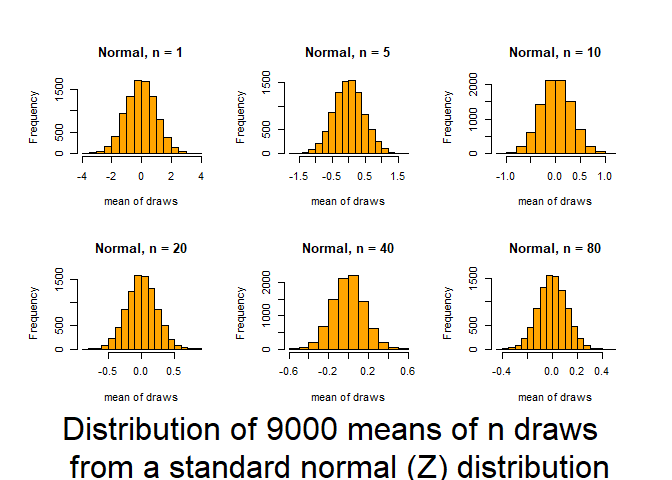 Normal, n = 1
Normal, n = 5
Normal, n = 10
Frequency
500
1500
0
-4
-2
0
2
4
mean of draws
Frequency
0
500
1500
-1.5
-0.5
0.5
1.5
mean of draws
Frequency
0
1000
2000
-1.0
0.0
1.0
mean of draws
Normal, n = 20
Normal, n = 40
Normal, n = 80
Frequency
0
500
1500
-0.5
0.0
0.5
mean of draws
Frequency
0
1000
2000
-0.6
-0.2
0.2
0.6
mean of draws
Frequency
0
500
1500
-0.4
0.0
0.4
mean of draws
Distribution of 9000 means of n draws
from a standard normal (Z) distribution